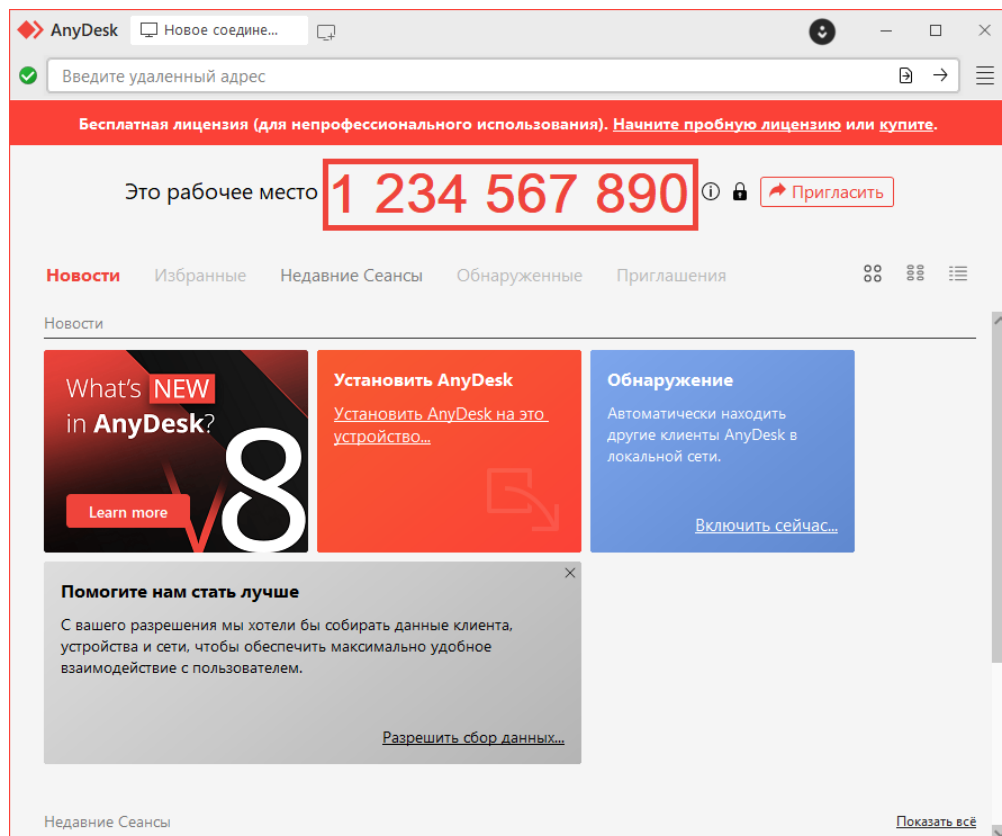 AnyDesk
Новое соедине...
Введите удаленный адрес
Бесплатная лицензия (для непрофессионального использования). Начните пробную лицензию или купите.
Это рабочее место 1 234 567 890 Пригласить
Новости Избранные Недавние Сеансы Обнаруженные Приглашения
Новости
What's NEW
in AnyDesk?
v8
Learn more
Установить AnyDesk
Установить AnyDesk на это
устройство...
Обнаружение
Автоматически находить
другие клиенты AnyDesk в
локальной сети.
Включить сейчас...
Помогите нам стать лучше
С вашего разрешения мы хотели бы собирать данные клиента,
устройства и сети, чтобы обеспечить максимально удобное
взаимодействие с пользователем.
Разрешить сбор данных...
Недавние Сеансы
Показать всё